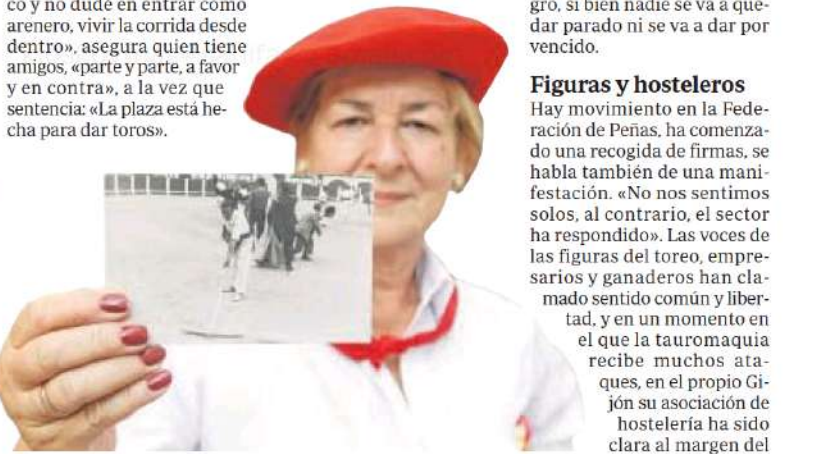 co y no dudé en entrar como
arenero, vivir la corrida desde
dentro», asegura quien tiene
amigos, «parte y parte, a favor
y en contra», a la vez que
sentencia: «La plaza está he-
cha para dar toros».
gro, si bien nadie se va a que-
dar parado ni se va a dar por
vencido.
Figuras y hosteleros
Hay movimiento en la Fede-
ración de Peñas, ha comenza-
do una recogida de firmas, se
habla también de una mani-
festación. «No nos sentimos
solos, al contrario, el sector
ha respondido». Las voces de
las figuras del toreo, empre-
sarios y ganaderos han cla-
mado sentido común y liber-
tad, y en un momento en
el que la tauromaquia
recibe muchos ata-
ques, en el propio Gi-
jón su asociación de
hostelería ha sido
clara al margen del